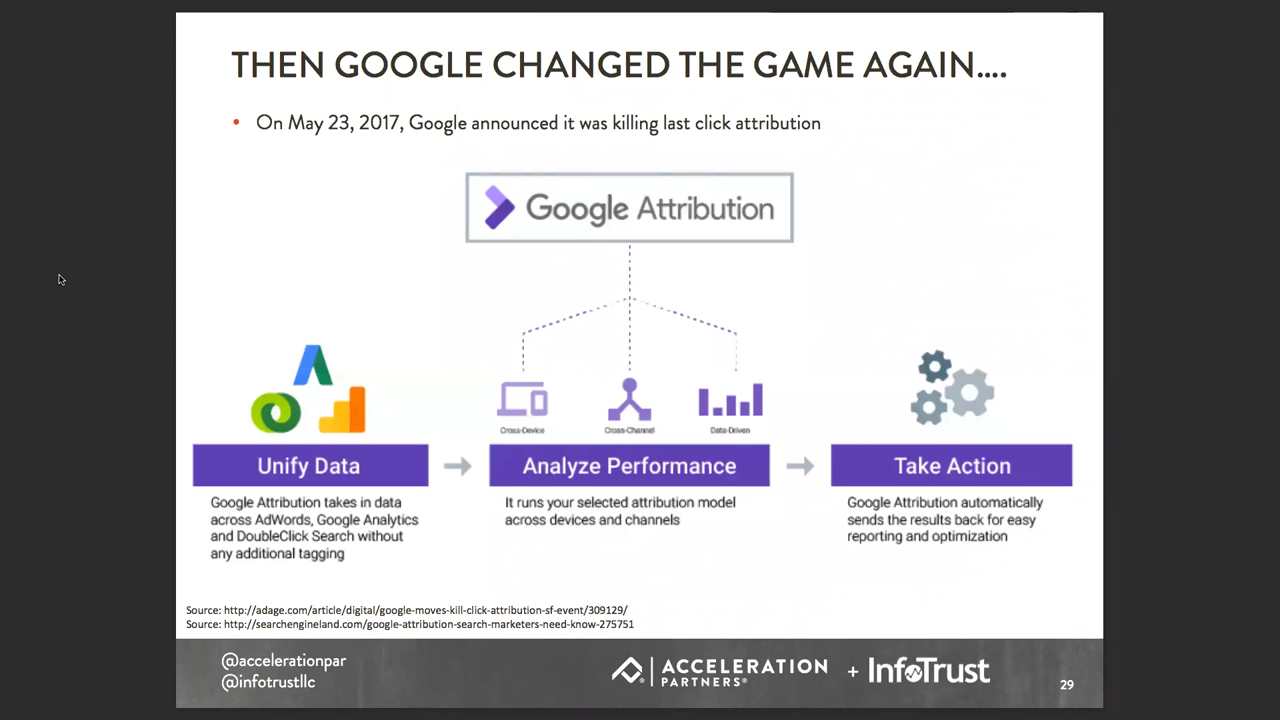 THEN GOOGLE CHANGED THE GAME AGAIN....
• On May 23, 2017, Google announced it was killing last click attribution
Google Attribution
Cross-Device
Cross-Channel
Data-Driven
Unify Data
Google Attribution takes in data
across AdWords, Google Analytics
and DoubleClick Search without
any additional tagging
Analyze Performance
It runs your selected attribution model
across devices and channels
Take Action
Google Attribution automatically
sends the results back for easy
reporting and optimization
Source: http://adage.com/article/digital/google-moves-kill-click-attribution-sf-event/309129/
Source: http://searchengineland.com/google-attribution-search-marketers-need-know-275751
@accelerationpar
@infotrustllc
ACCELERATION
PARTNERS®
+
InfoTrust
29